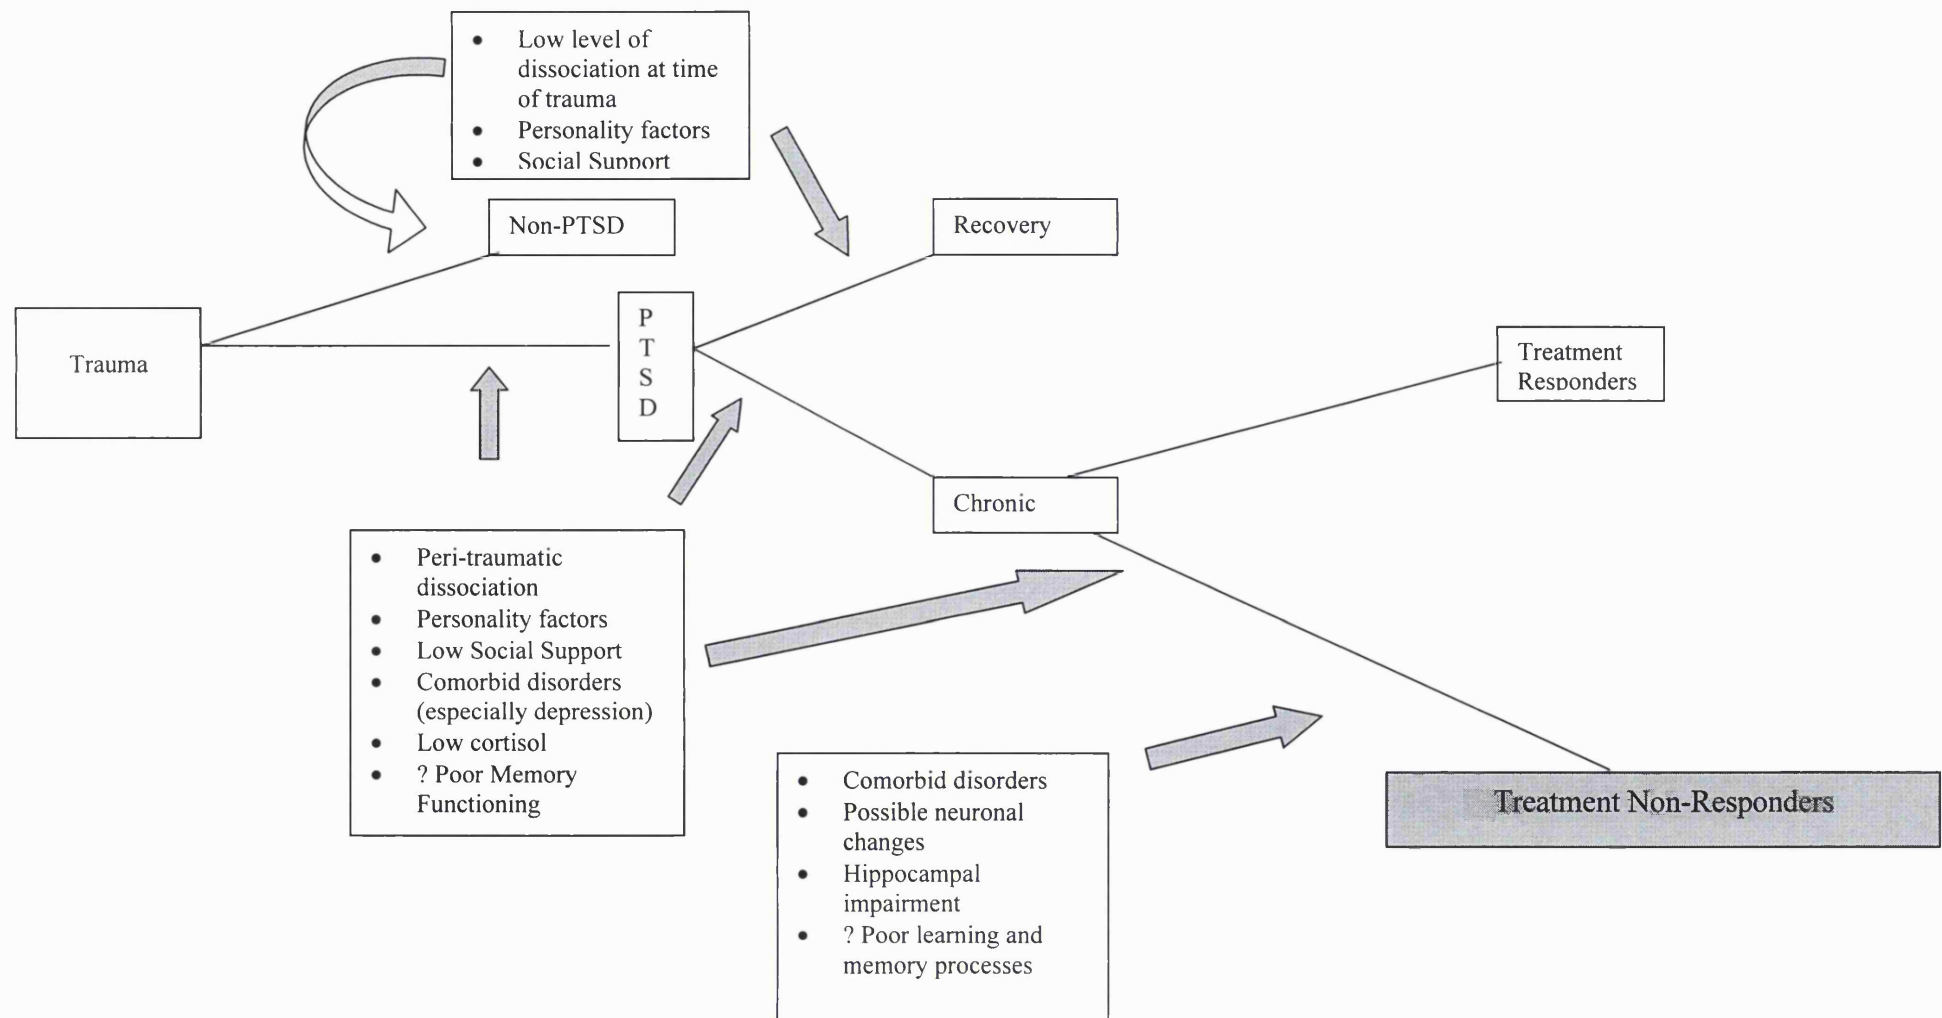 • Low level of
dissociation at time
of trauma
• Personality factors
• Social Support
Non-PTSD
Recovery
Trauma
P
T
S
D
Treatment
Responders
Chronic
• Peri-traumatic
dissociation
• Personality factors
• Low Social Support
• Comorbid disorders
(especially depression)
• Low cortisol
• ? Poor Memory
Functioning
• Comorbid disorders
• Possible neuronal
changes
• Hippocampal
impairment
• ? Poor learning and
memory processes
Treatment Non-Responders